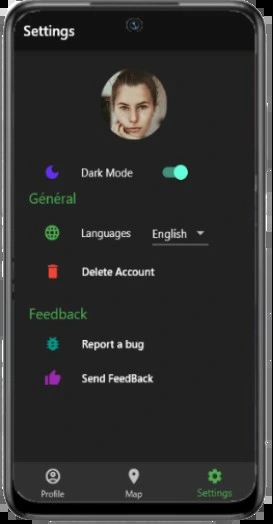 Settings
Dark Mode
Général
Languages English
Delete Account
Feedback
Report a bug
Send FeedBack
Profile Map Settings